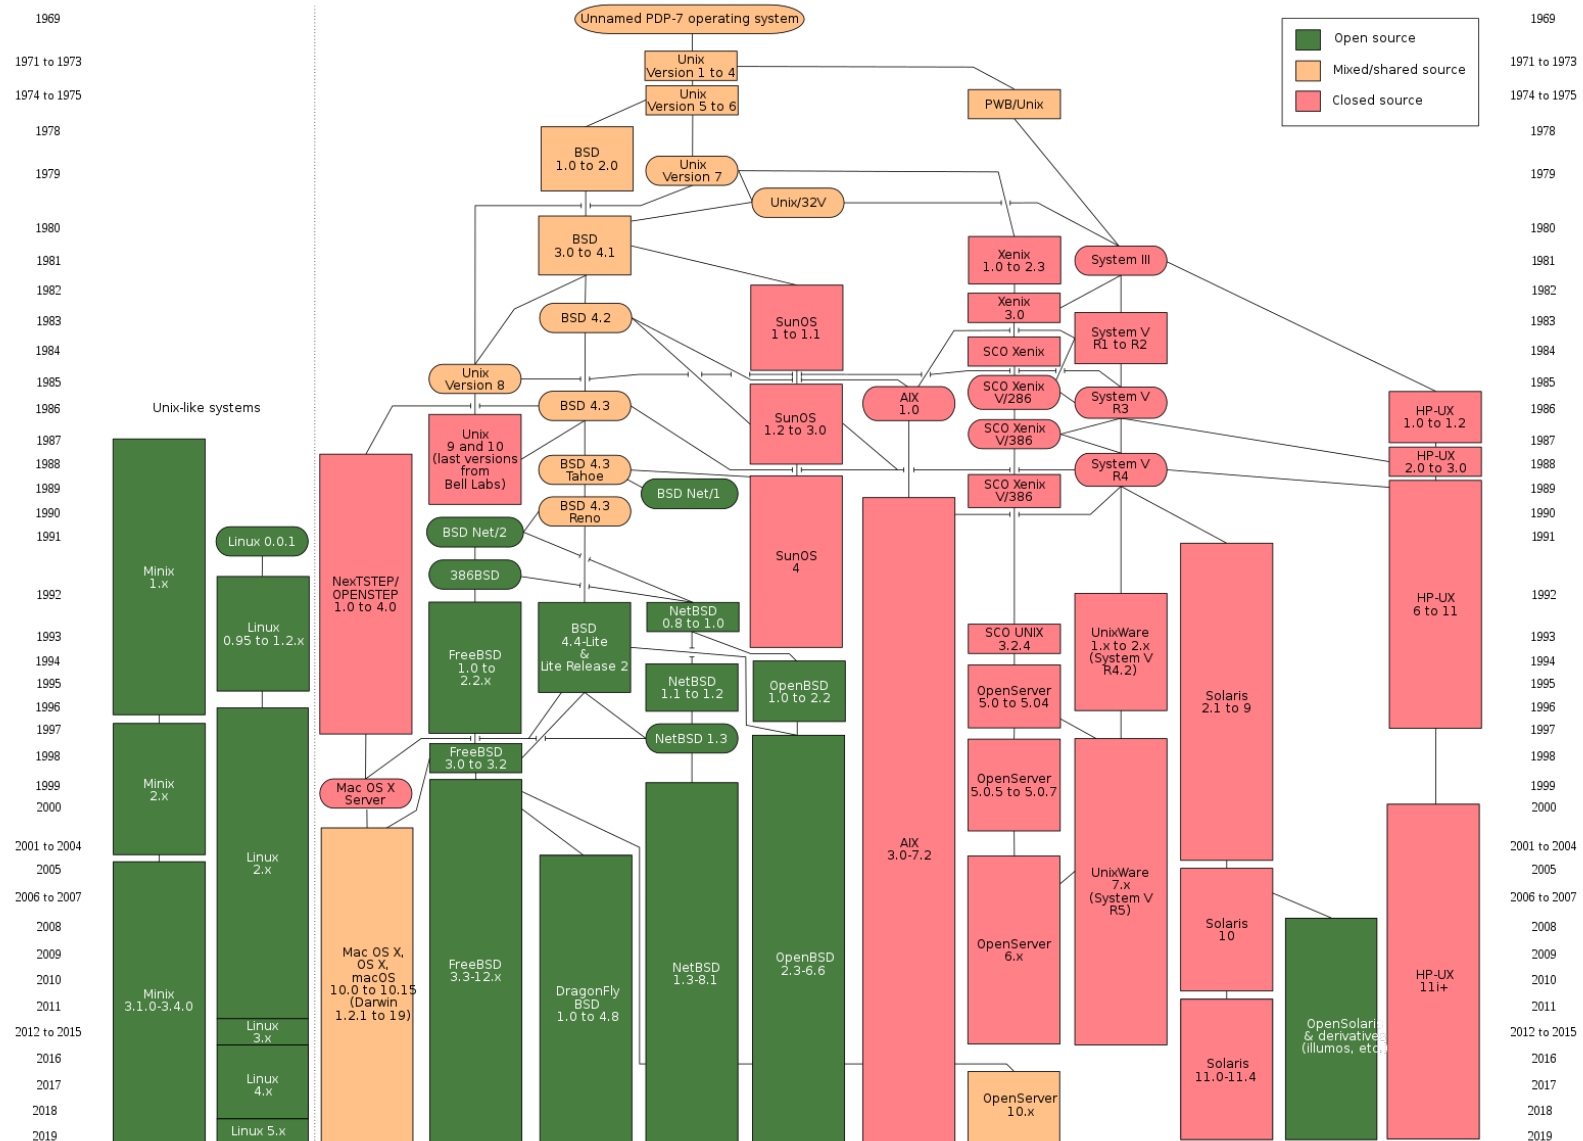 1969
1971 to 1973
1974 to 1975
1978
1979
1980
1981
1982
1983
1984
1985
1986
1987
1988
1989
1990
1991
1992
1993
1994
1995
1996
1997
1998
1999
2000
2001 to 2004
2005
2006 to 2007
2008
2009
2010
2011
2012 to 2015
2016
2017
2018
2019
Unix-like systems
Minix
1.x
Minix
2.x
Minix
3.1.0-3.4.0
Linux 0.0.1
Linux
0.95 to 1.2.x
Linux
2.x
Linux
3.x
Linux
4.x
Linux 5.x
NexTSTEP/
OPENSTEP
1.0 to 4.0
Mac OS X
Server
Mac OS X,
OS X,
macOS
10.0 to 10.15
(Darwin
1.2.1 to 19)
Unix
Version 8
Unix
9 and 10
(last versions
from
Bell Labs)
BSD Net/2
386BSD
FreeBSD
1.0 to
2.2.x
FreeBSD
3.0 to 3.2
FreeBSD
3.3-12.x
Unnamed PDP-7 operating system
Unix
Version 1 to 4
Unix
Version 5 to 6
BSD
1.0 to 2.0
Unix
Version 7
Unix/32V
BSD
3.0 to 4.1
BSD 4.2
BSD 4.3
BSD 4.3
Tahoe
BSD 4.3
Reno
BSD
4.4-Lite
&
Lite Release 2
DragonFly
BSD
1.0 to 4.8
BSD Net/1
NetBSD
0.8 to 1.0
NetBSD
1.1 to 1.2
NetBSD 1.3
NetBSD
1.3-8.1
SunOS
1 to 1.1
SunOS
1.2 to 3.0
SunOS
4
OpenBSD
1.0 to 2.2
OpenBSD
2.3-6.6
AIX
1.0
AIX
3.0-7.2
PWB/Unix
Xenix
1.0 to 2.3
Xenix
3.0
SCO Xenix
SCO Xenix
V/286
SCO Xenix
V/386
SCO Xenix
V/386
SCO UNIX
3.2.4
OpenServer
5.0 to 5.04
OpenServer
5.0.5 to 5.0.7
OpenServer
6.x
OpenServer
10.x
System III
System V
R1 to R2
System V
R3
System V
R4
UnixWare
1.x to 2.x
(System V
R4.2)
UnixWare
7.x
(System V
R5)
Solaris
2.1 to 9
Solaris
10
Solaris
11.0-11.4
OpenSolaris
& derivatives
(illumos, etc.)
HP-UX
1.0 to 1.2
HP-UX
2.0 to 3.0
HP-UX
6 to 11
HP-UX
11i+
Open source
Mixed/shared source
Closed source
1969
1971 to 1973
1974 to 1975
1978
1979
1980
1981
1982
1983
1984
1985
1986
1987
1988
1989
1990
1991
1992
1993
1994
1995
1996
1997
1998
1999
2000
2001 to 2004
2005
2006 to 2007
2008
2009
2010
2011
2012 to 2015
2016
2017
2018
2019